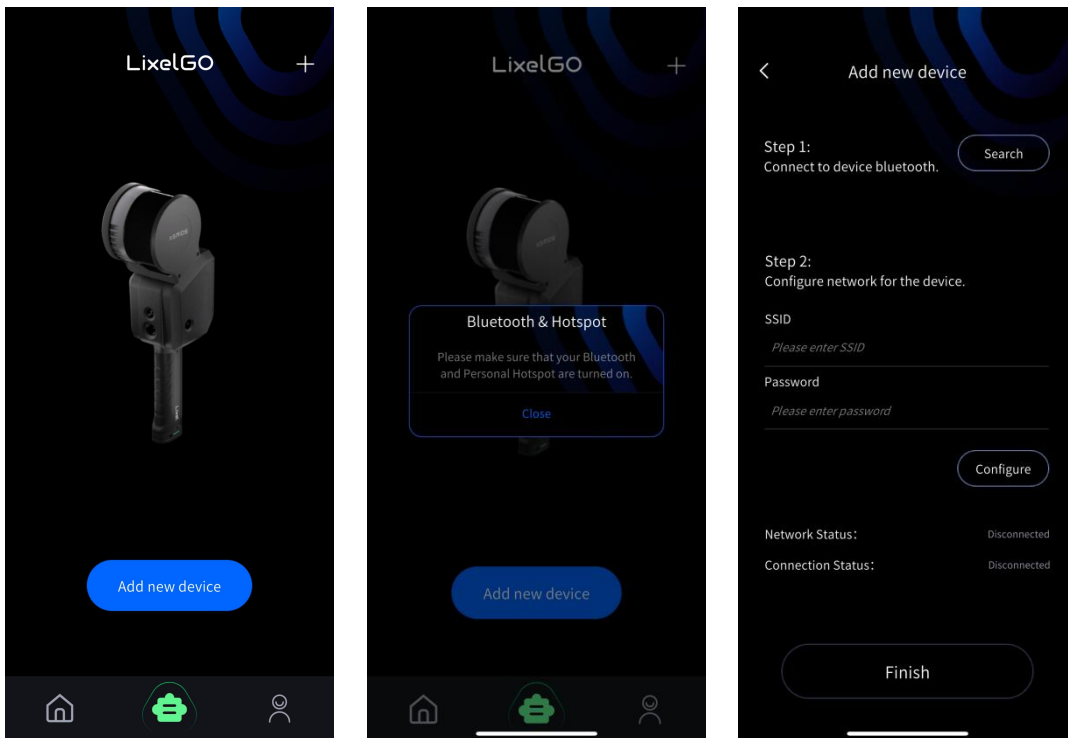 LixelGO
Add new device
LixelGO
Bluetooth & Hotspot
Please make sure that your Bluetooth
and Personal Hotspot are turned on.
Close
Add new device
Add new device
Step 1:
Connect to device bluetooth.
Search
Step 2:
Configure network for the device.
SSID
Please enter SSID
Password
Please enter password
Configure
Network Status:
Disconnected
Connection Status:
Disconnected
Finish